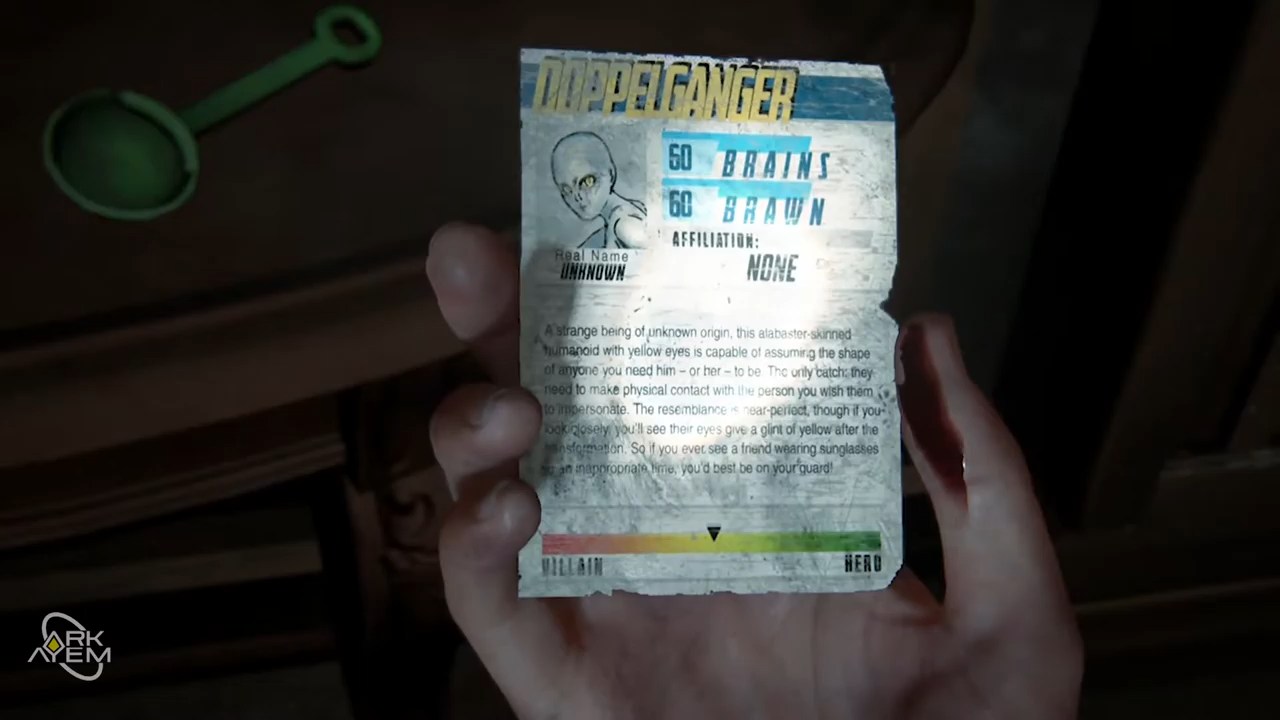 DOPPELGANGER
60 BRAINS
60 BRAWN
AFFILIATION:
NONE
Real Name
UNKNOWN
A strange being of unknown origin, this alabaster-skinned
humanoid with yellow eyes is capable of assuming the shape
of anyone you need him – or her – to be. The only catch: they
need to make physical contact with the person you wish them
to impersonate. The resemblance is near-perfect, though if you
look closely, you'll see their eyes give a glint of yellow after the
transformation. So if you ever see a friend wearing sunglasses
an inappropriate time, you'd best be on your guard!
VILLAIN
HERO
ARK
AYEM